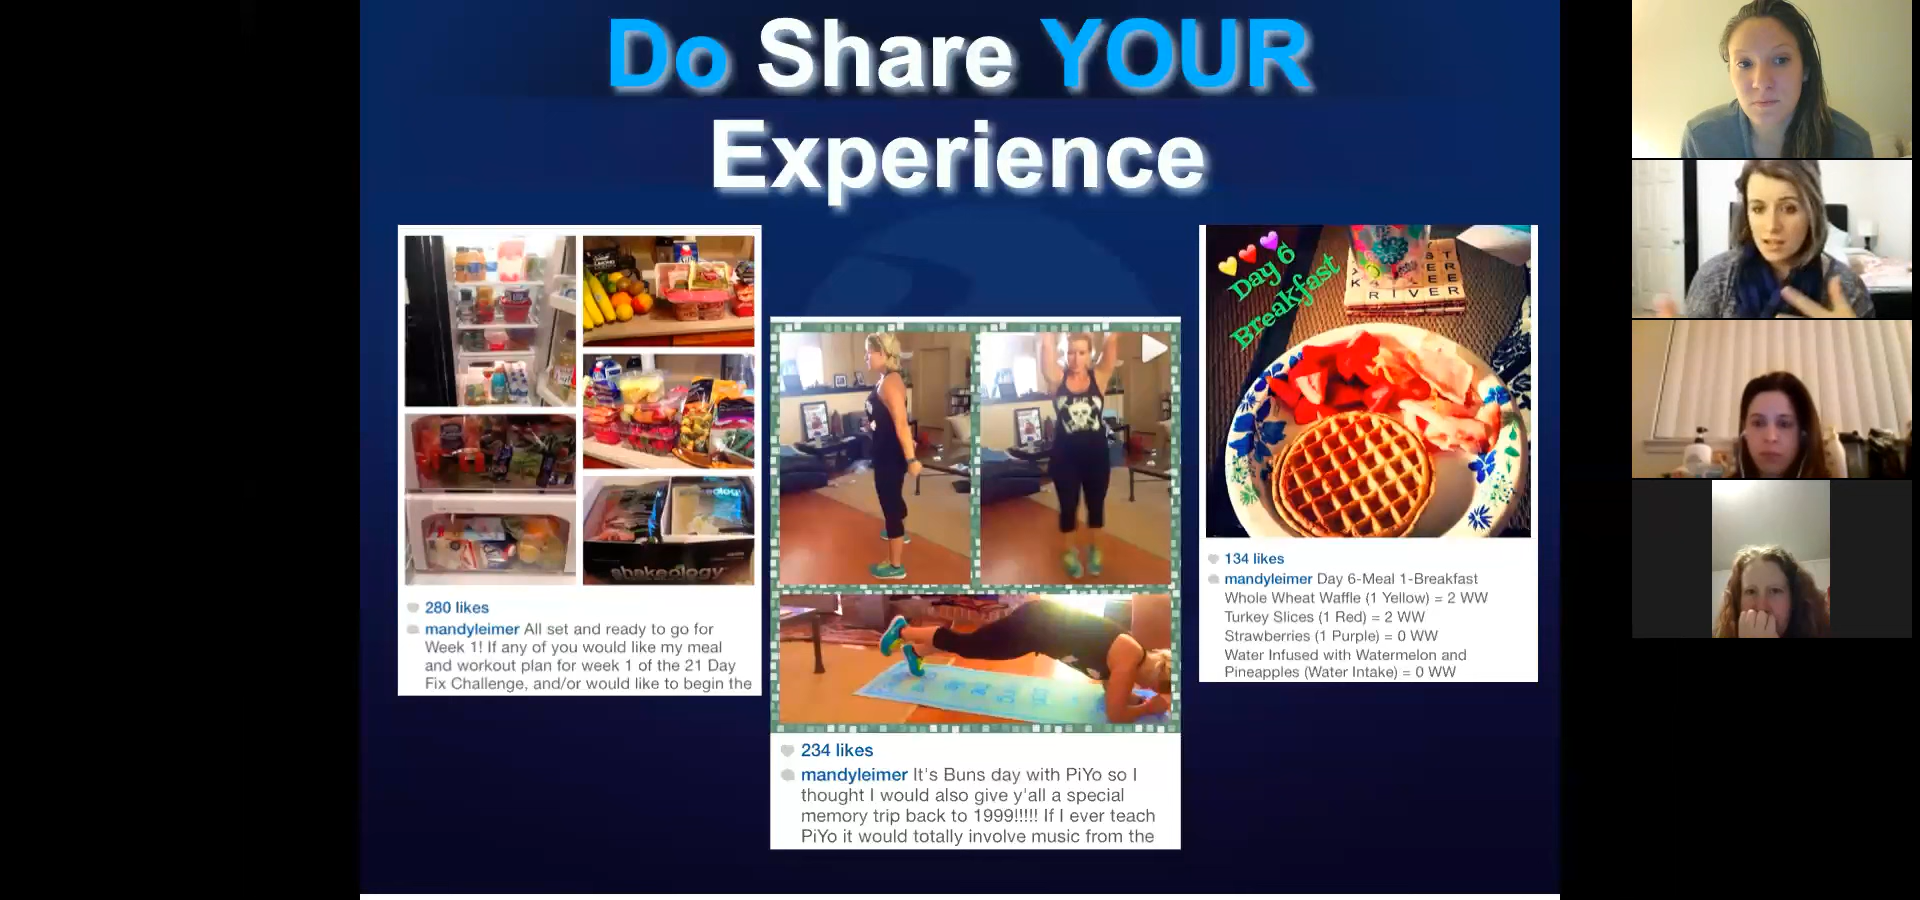 Do Share YOUR
Experience
shakeology
280 likes
mandyleimer All set and ready to go for
Week 1! If any of you would like my meal
and workout plan for week 1 of the 21 Day
Fix Challenge, and/or would like to begin the
234 likes
mandyleimer It's Buns day with PiYo so I
thought I would also give y'all a special
memory trip back to 1999!!!!! If I ever teach
PiYo it would totally involve music from the
Day 6
Breakfast
RIVER
134 likes
mandyleimer Day 6-Meal 1-Breakfast
Whole Wheat Waffle (1 Yellow) = 2 WW
Turkey Slices (1 Red) = 2 WW
Strawberries (1 Purple) = 0 WW
Water Infused with Watermelon and
Pineapples (Water Intake) = 0 WW